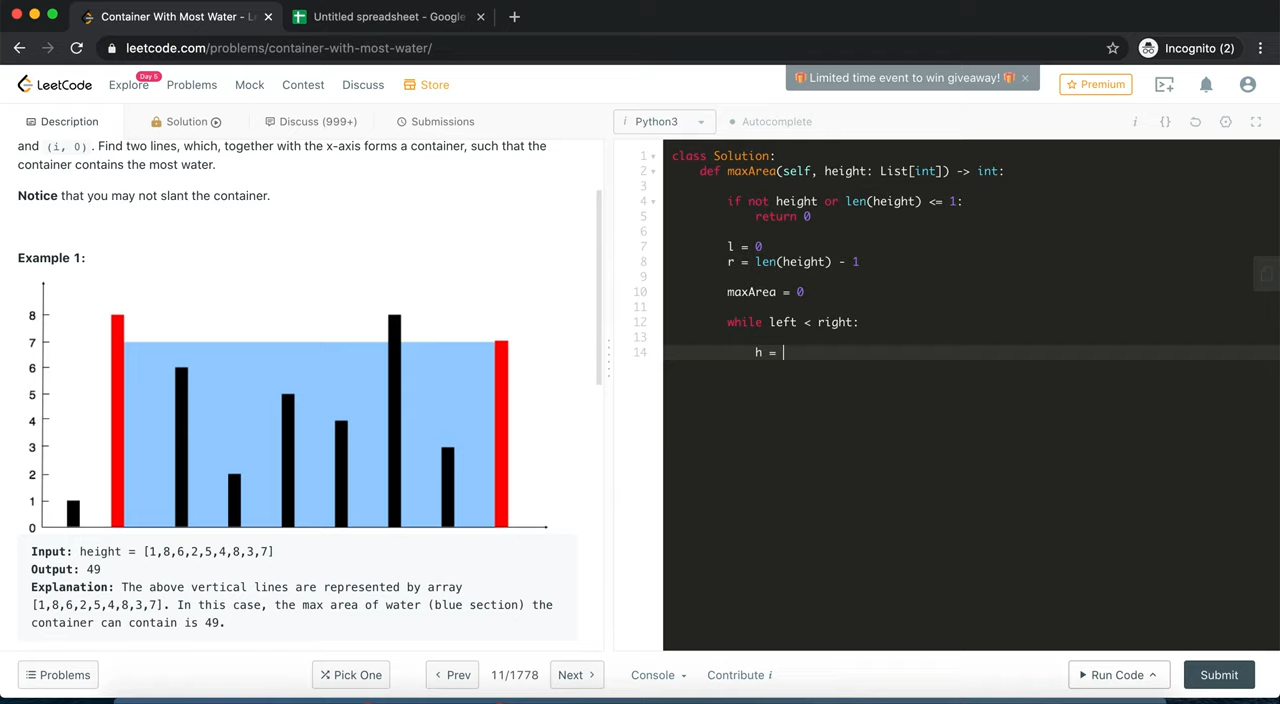 Container With Most Water - L
Untitled spreadsheet - Google
leetcode.com/problems/container-with-most-water/
Incognito (2)
LeetCode
Explore
Day 5
Problems
Mock
Contest
Discuss
Store
Limited time event to win giveaway!
Premium
Description
Solution
Discuss (999+)
Submissions
Python3
Autocomplete
and (i, 0) . Find two lines, which, together with the x-axis forms a container, such that the
container contains the most water.
Notice that you may not slant the container.
Example 1:
8
7
6
5
4
3
2
1
0
Input: height = [1,8,6,2,5,4,8,3,7]
Output: 49
Explanation: The above vertical lines are represented by array
[1,8,6,2,5,4,8,3,7]. In this case, the max area of water (blue section) the
container can contain is 49.
1 class Solution:
2 def maxArea(self, height: List[int]) -> int:
3
4 if not height or len(height) <= 1:
5 return 0
6
7 l = 0
8 r = len(height) - 1
9
10 maxArea = 0
11
12 while left < right:
13
14 h =
Problems
Pick One
Prev
11/1778
Next
Console
Contribute i
Run Code
Submit